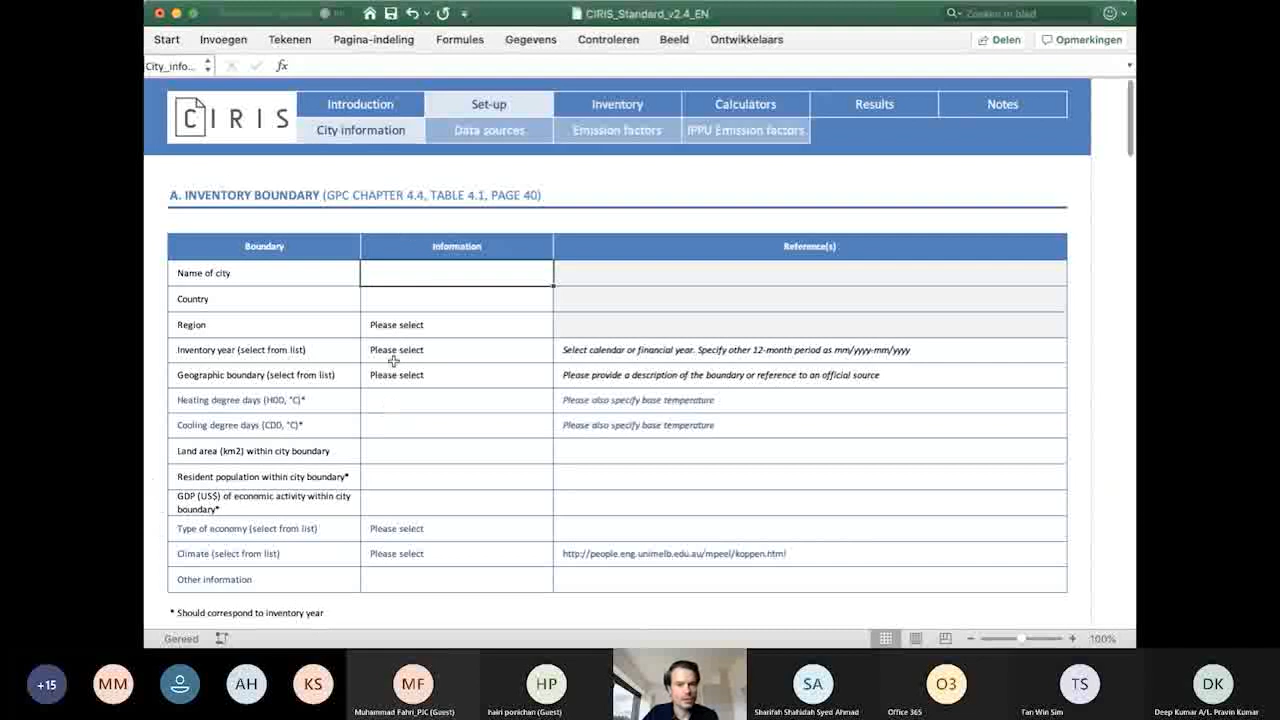 CIRIS_Standard_v2.4_EN
Zoeken in blad
Start Invoegen Tekenen Pagina-indeling Formules Gegevens Controleren Beeld Ontwikkelaars Delen Opmerkingen
City_info... fx
CIRIS Introduction Set-up Inventory Calculators Results Notes
City information Data sources Emission factors IPPU Emission factors
A. INVENTORY BOUNDARY (GPC CHAPTER 4.4, TABLE 4.1, PAGE 40)
Boundary Information Reference(s)
Name of city
Country
Region Please select
Inventory year (select from list) Please select Select calendar or financial year. Specify other 12-month period as mm/yyyy-mm/yyyy
Geographic boundary (select from list) Please select Please provide a description of the boundary or reference to an official source
Heating degree days (HDD, °C)* Please also specify base temperature
Cooling degree days (CDD, °C)* Please also specify base temperature
Land area (km2) within city boundary
Resident population within city boundary*
GDP (US$) of economic activity within city
boundary*
Type of economy (select from list) Please select
Climate (select from list) Please select http://people.eng.unimelb.edu.au/mpeel/koppen.html
Other information
* Should correspond to inventory year
Gereed 100%
+15 MM AH KS MF HP SA O3 TS DK
Muhammad Fahri_PJC (Guest) hairi ponichan (Guest) Sharifah Shahidah Syed Ahmad Office 365 Tan Win Sim Deep Kumar A/L. Pravin Kumar